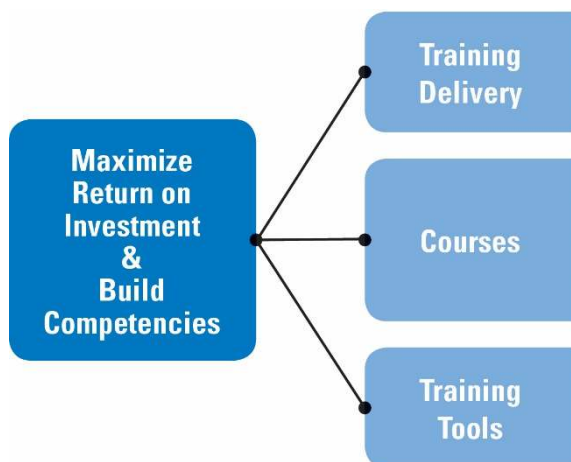 Maximize
Return on
Investment
&
Build
Competencies
Training
Delivery
Courses
Training
Tools